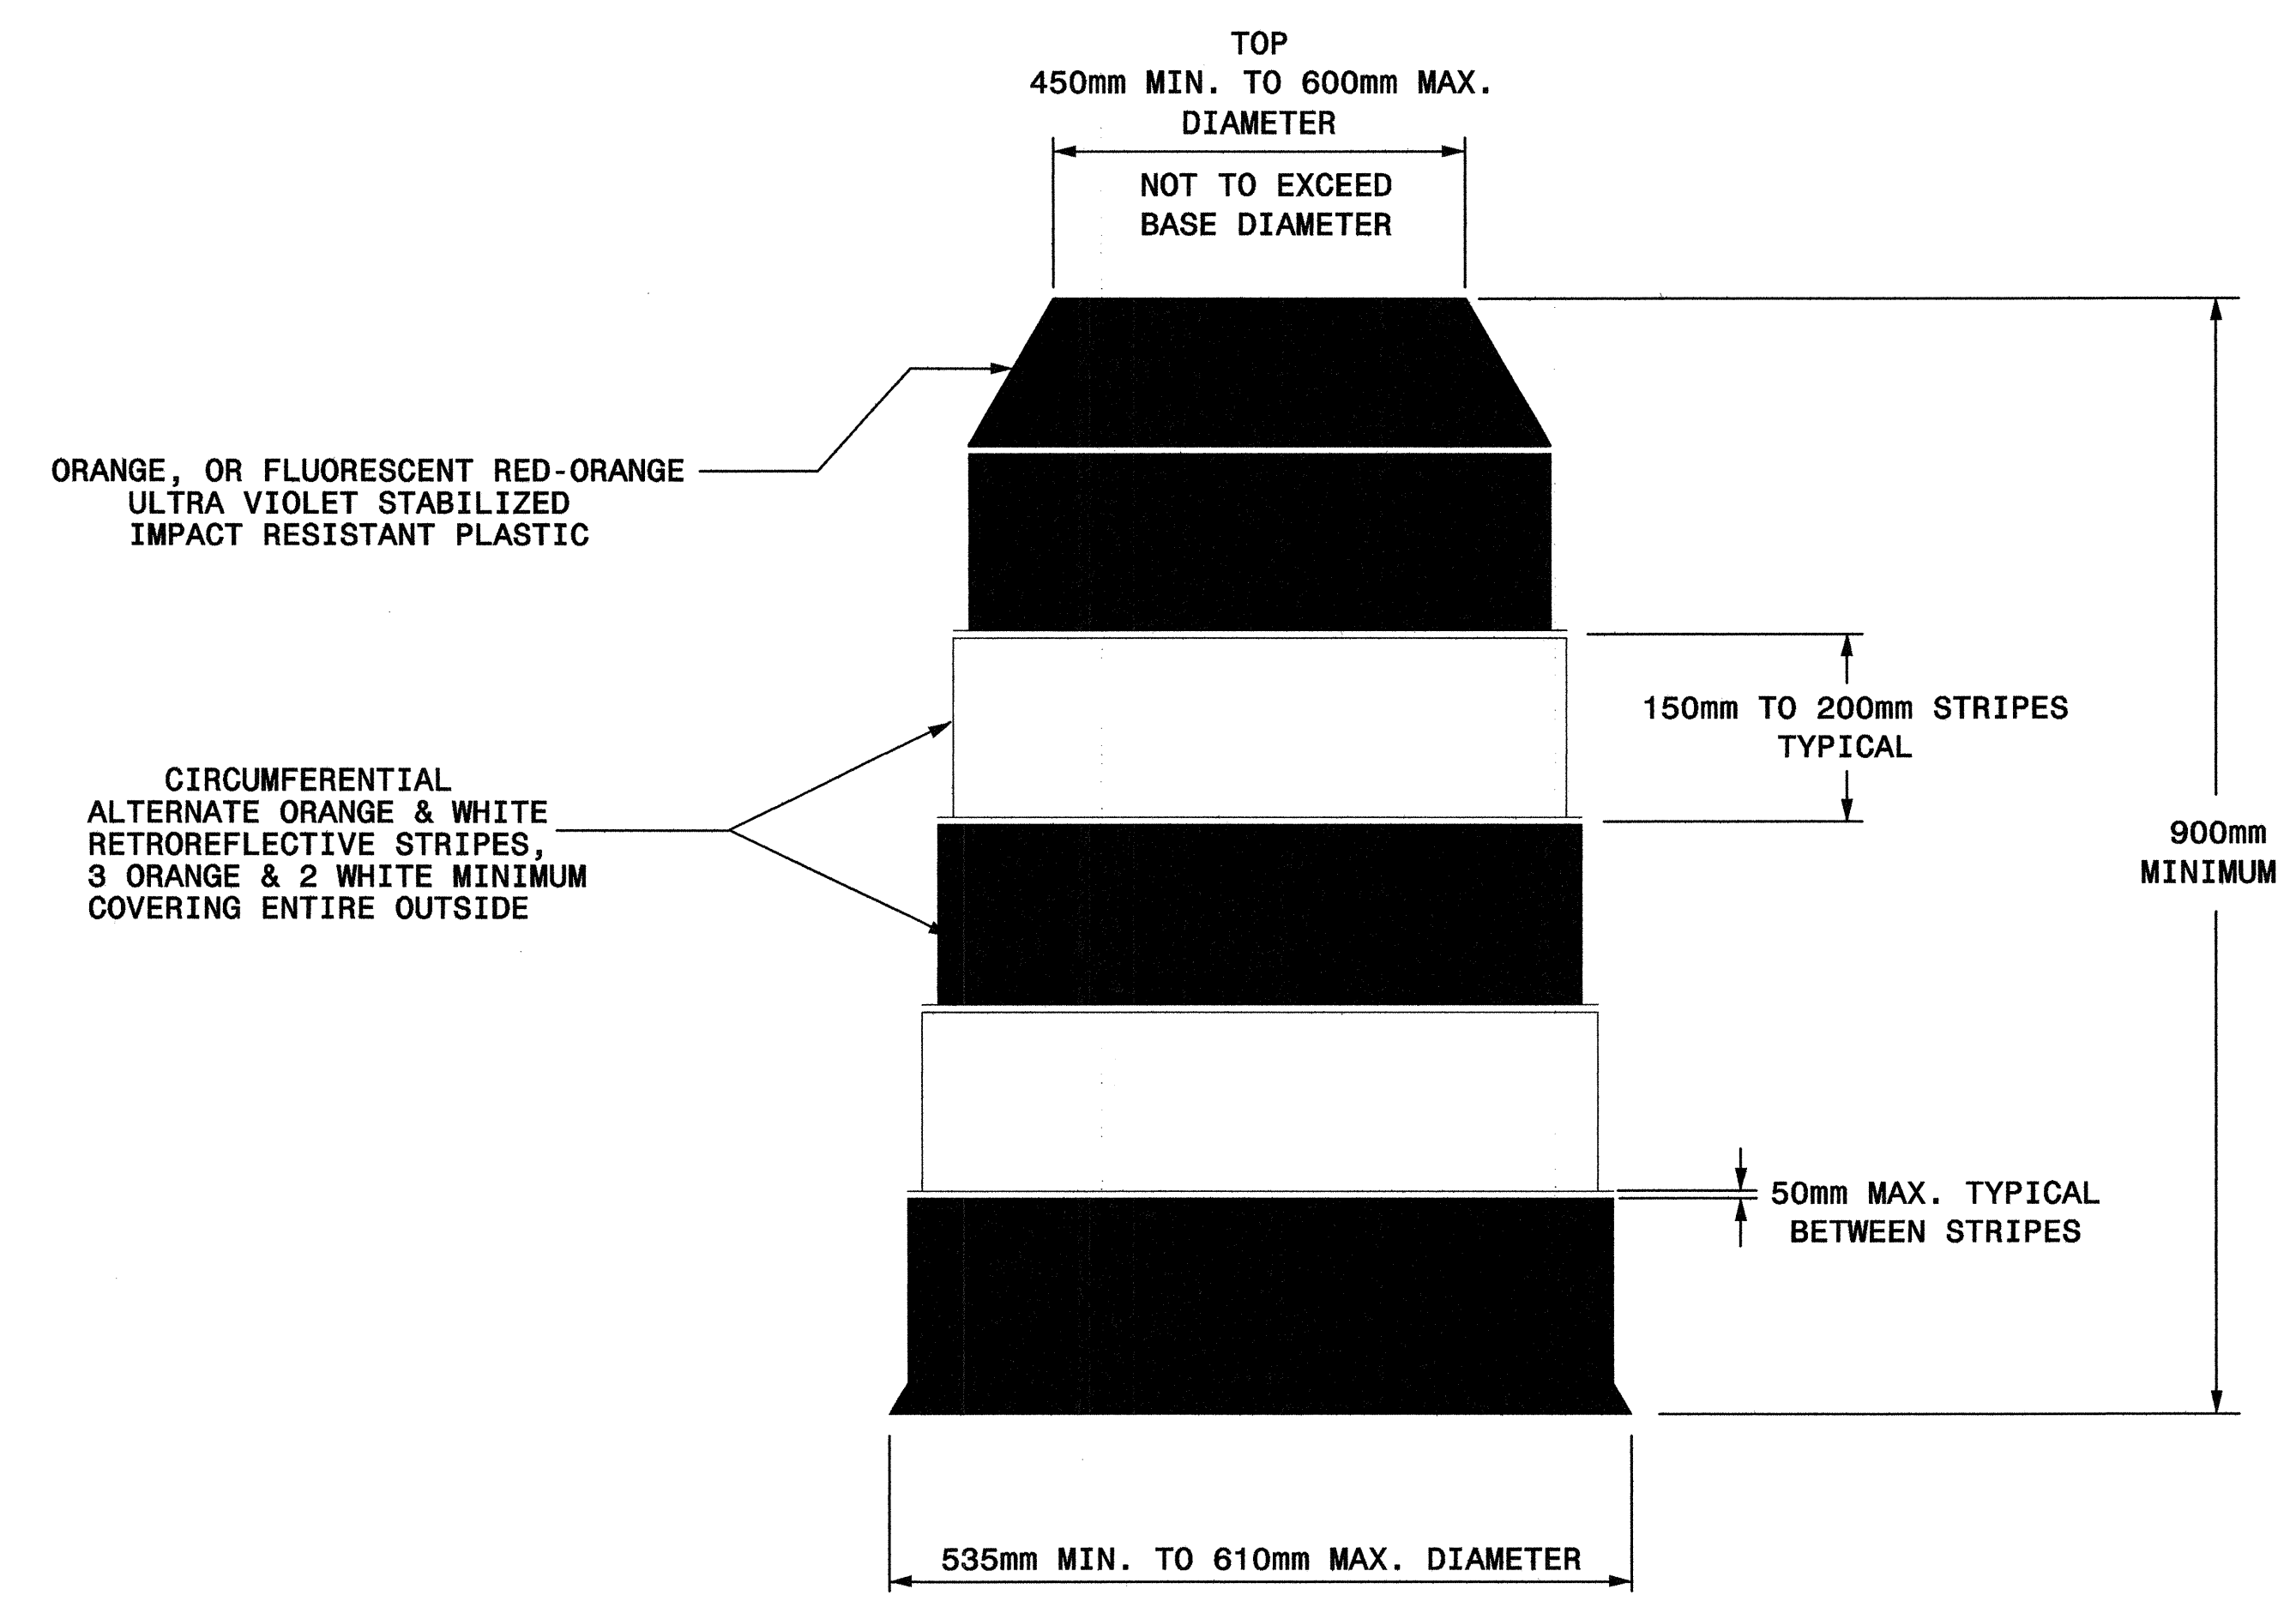 TOP
450mm MIN. TO 600mm MAX.
DIAMETER
NOT TO EXCEED
BASE DIAMETER
ORANGE, OR FLUORESCENT RED-ORANGE
ULTRA VIOLET STABILIZED
IMPACT RESISTANT PLASTIC
150mm TO 200mm STRIPES
TYPICAL
CIRCUMFERENTIAL
ALTERNATE ORANGE & WHITE
RETROREFLECTIVE STRIPES,
3 ORANGE & 2 WHITE MINIMUM
COVERING ENTIRE OUTSIDE
900mm
MINIMUM
50mm MAX. TYPICAL
BETWEEN STRIPES
535mm MIN. TO 610mm MAX. DIAMETER